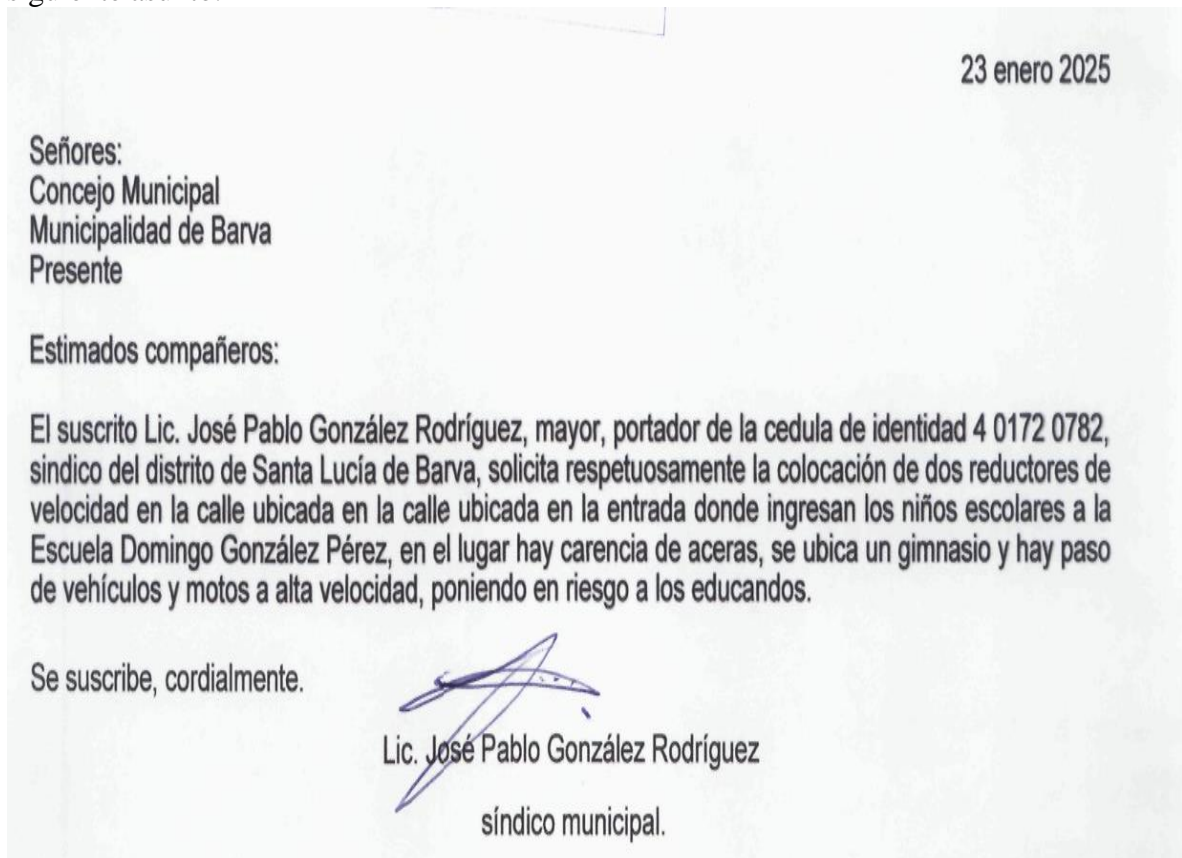 23 enero 2025
Señores:
Concejo Municipal
Municipalidad de Barva
Presente
Estimados compañeros:
El suscrito Lic. José Pablo González Rodríguez, mayor, portador de la cedula de identidad 4 0172 0782,
sindico del distrito de Santa Lucía de Barva, solicita respetuosamente la colocación de dos reductores de
velocidad en la calle ubicada en la calle ubicada en la entrada donde ingresan los niños escolares a la
Escuela Domingo González Pérez, en el lugar hay carencia de aceras, se ubica un gimnasio y hay paso
de vehículos y motos a alta velocidad, poniendo en riesgo a los educandos.
Se suscribe, cordialmente.
Lic. José Pablo González Rodríguez
síndico municipal.